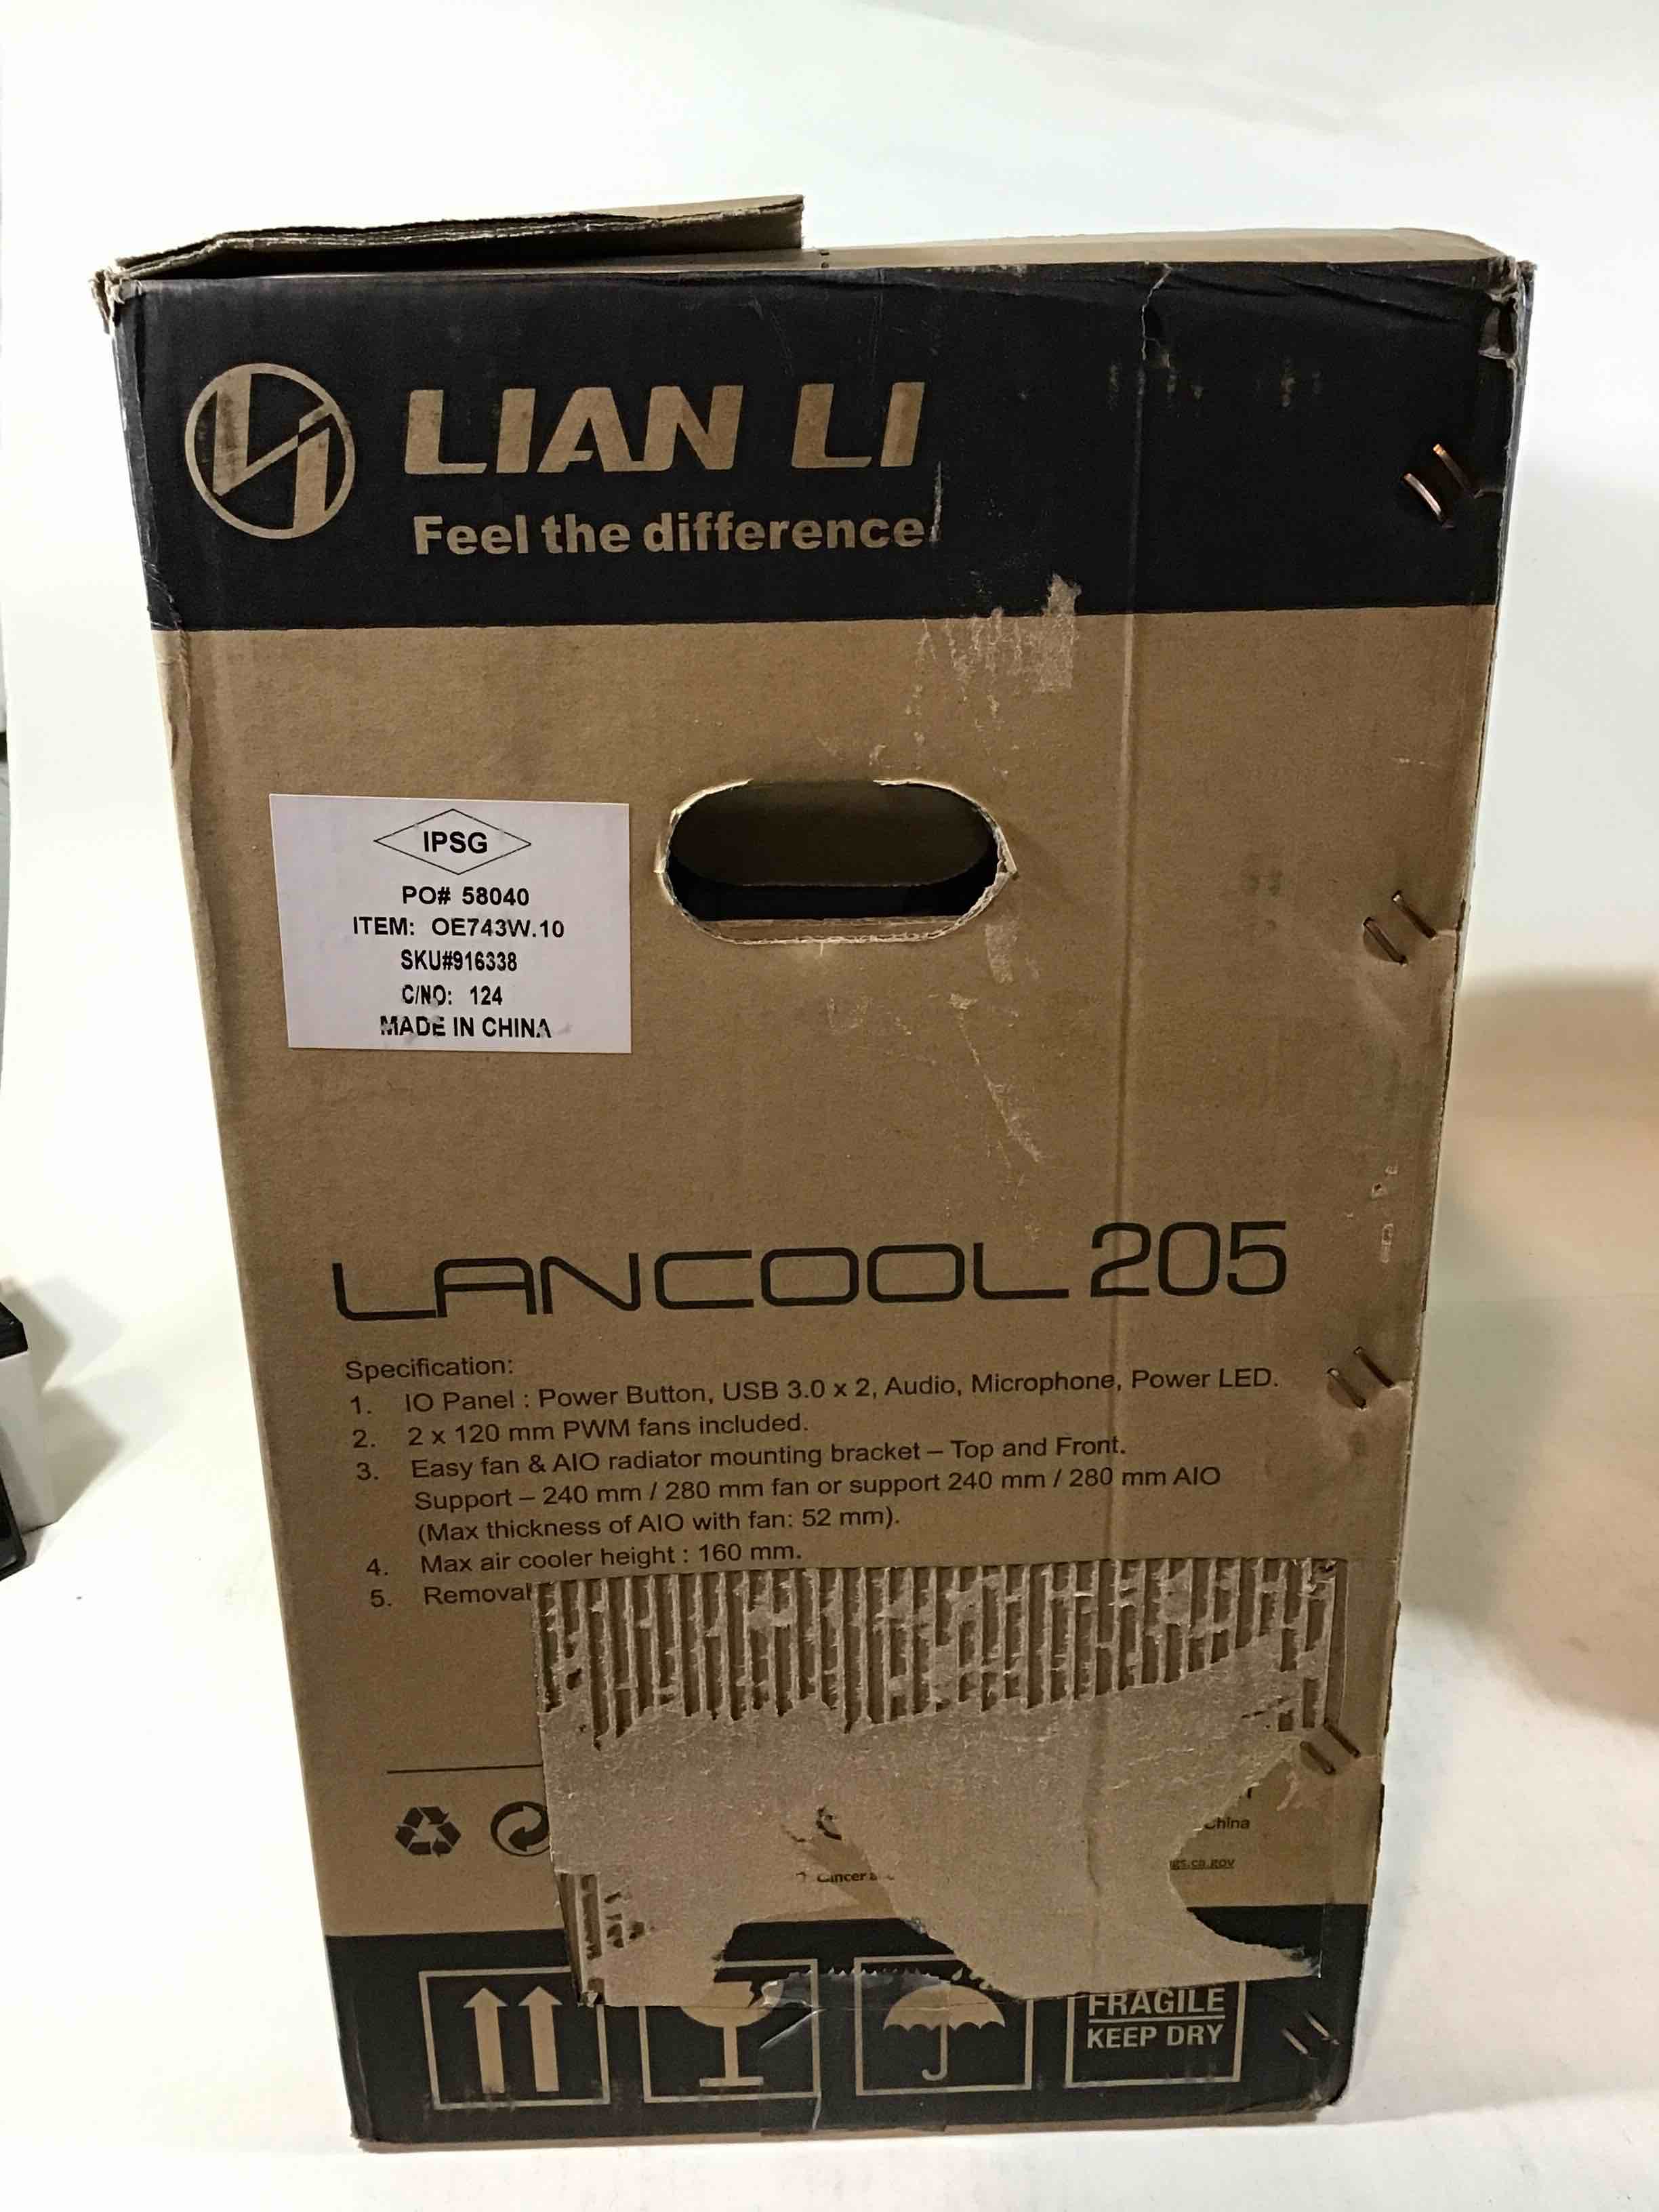 LIAN LI
Feel the difference
IPSG
PO# 58040
ITEM: OE743W.10
SKU#916338
C/NO: 124
MADE IN CHINA
LANCOOL 205
Specification:
1. IO Panel : Power Button, USB 3.0 x 2, Audio, Microphone, Power LED.
2. 2 x 120 mm PWM fans included.
3. Easy fan & AIO radiator mounting bracket – Top and Front.
Support – 240 mm / 280 mm fan or support 240 mm / 280 mm AIO
(Max thickness of AIO with fan: 52 mm).
4. Max air cooler height : 160 mm.
5. Removal
China
Cancer
.ca.gov
FRAGILE
KEEP DRY